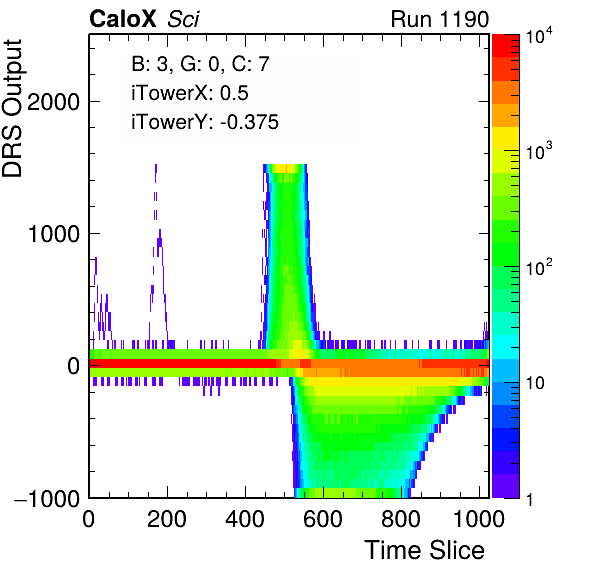 CaloX Sci Run 1190
B: 3, G: 0, C: 7
iTowerX: 0.5
iTowerY: -0.375
DRS Output
2000
1000
0
−1000
0 200 400 600 800 1000
Time Slice
10⁴
10³
10²
10
1